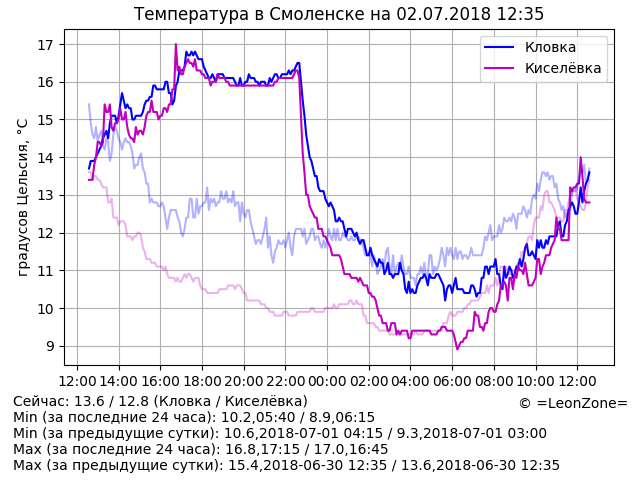 Температура в Смоленске на 02.07.2018 12:35
Кловка
Киселёвка
градусов Цельсия, °C
17
16
15
14
13
12
11
10
9
12:00 14:00 16:00 18:00 20:00 22:00 00:00 02:00 04:00 06:00 08:00 10:00 12:00
Сейчас: 13.6 / 12.8 (Кловка / Киселёвка)
© =LeonZone=
Min (за последние 24 часа): 10.2,05:40 / 8.9,06:15
Min (за предыдущие сутки): 10.6,2018-07-01 04:15 / 9.3,2018-07-01 03:00
Max (за последние 24 часа): 16.8,17:15 / 17.0,16:45
Max (за предыдущие сутки): 15.4,2018-06-30 12:35 / 13.6,2018-06-30 12:35